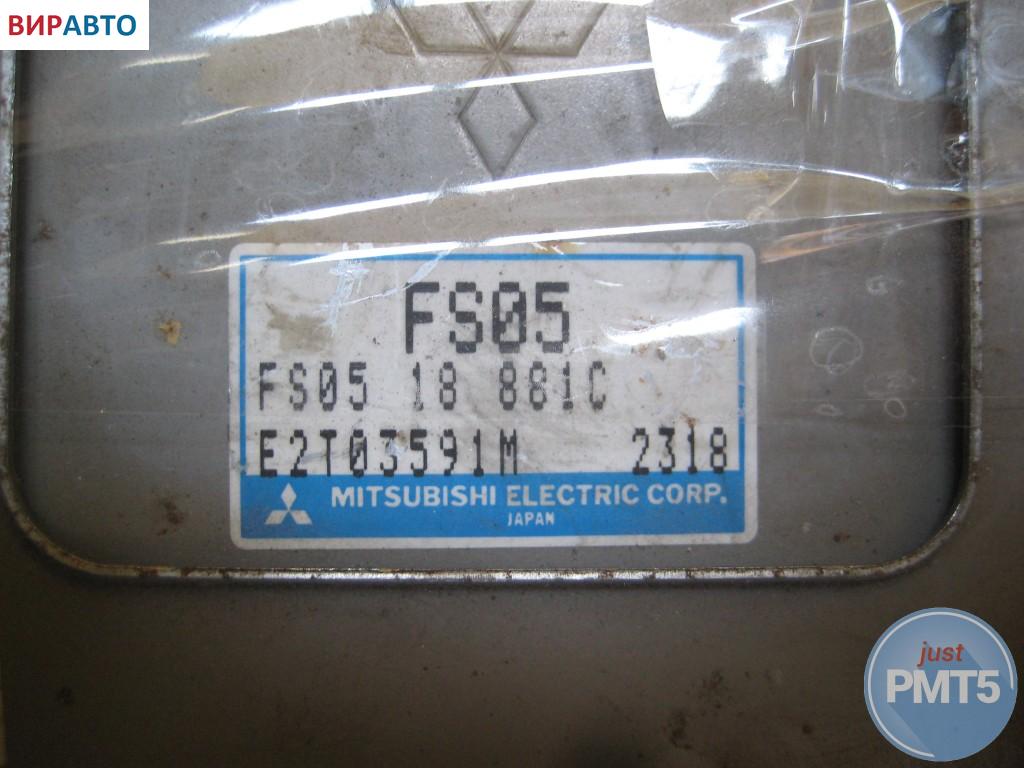 ВИРАВТО
FS05
FS05 18 881C
E2T03591M 2318
MITSUBISHI ELECTRIC CORP.
JAPAN
just
PMT5